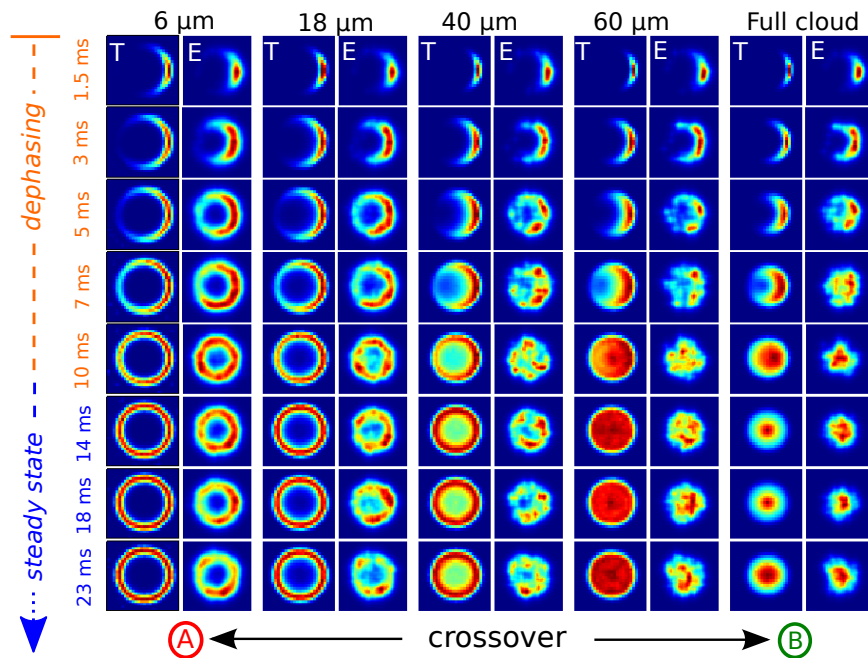 6 µm 18 µm 40 µm 60 µm Full cloud
T E T E T E T E T E
1.5 ms
3 ms
5 ms
7 ms
10 ms
14 ms
18 ms
23 ms
dephasing
steady state
A crossover B